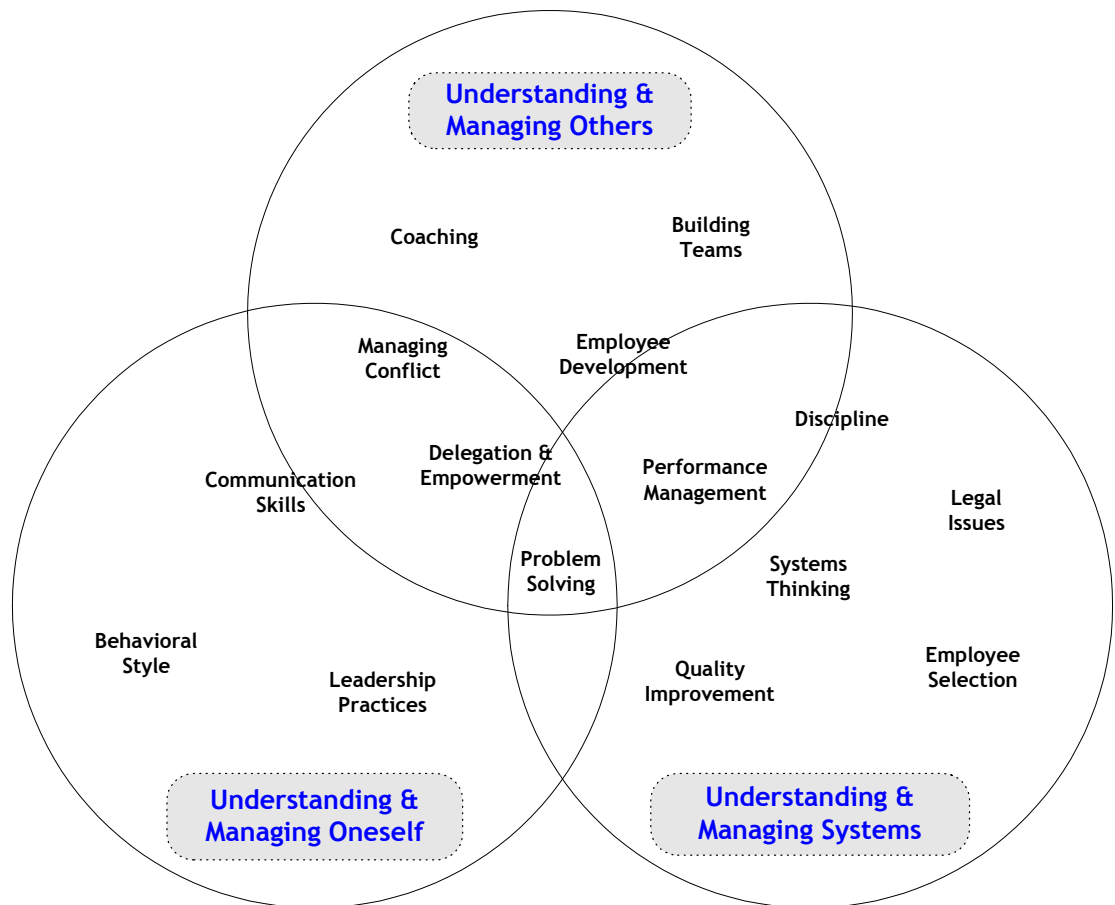 Understanding &
Managing Others
Coaching
Building
Teams
Managing
Conflict
Employee
Development
Discipline
Delegation &
Empowerment
Performance
Management
Communication
Skills
Legal
Issues
Problem
Solving
Systems
Thinking
Behavioral
Style
Leadership
Practices
Quality
Improvement
Employee
Selection
Understanding &
Managing Oneself
Understanding &
Managing Systems